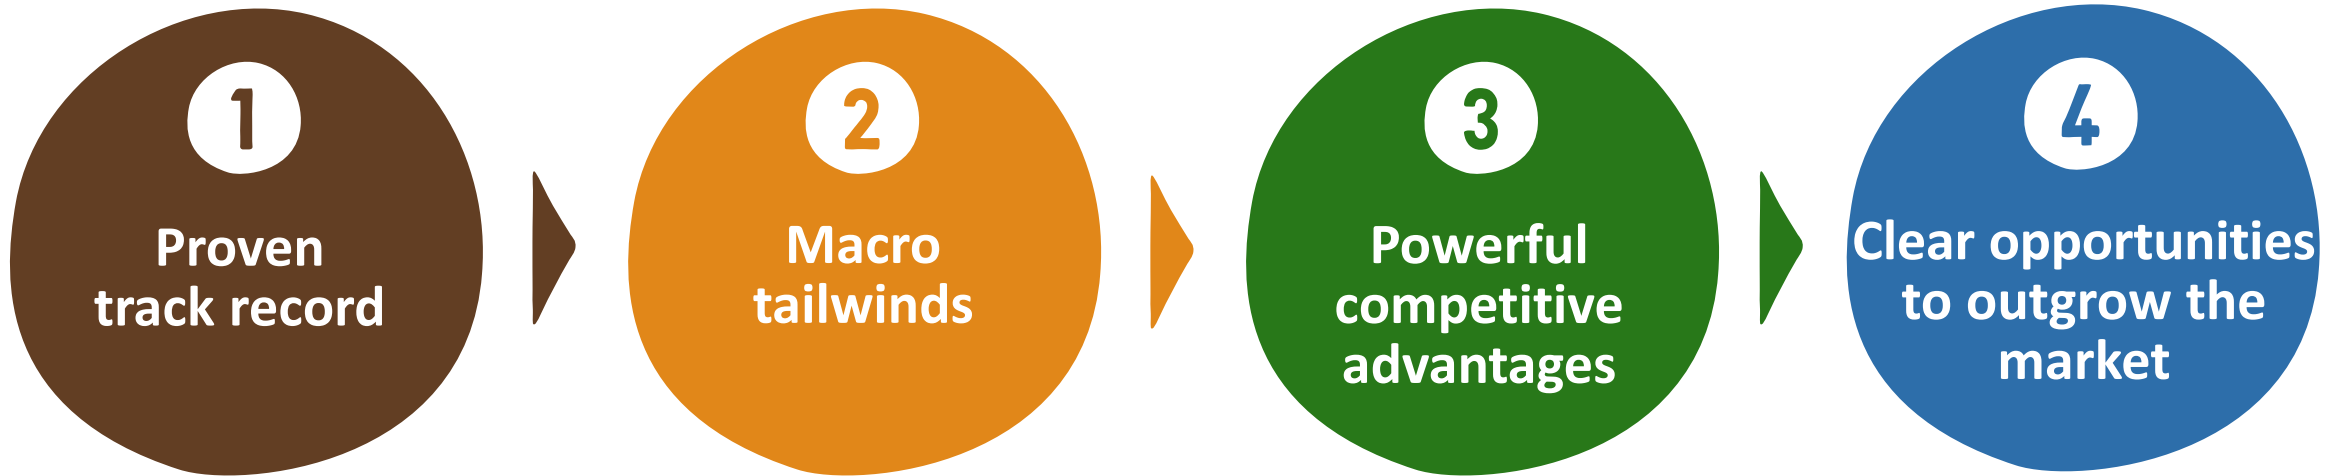 1
Proven
track record
2
Macro
tailwinds
3
Powerful
competitive
advantages
4
Clear opportunities
to outgrow the
market